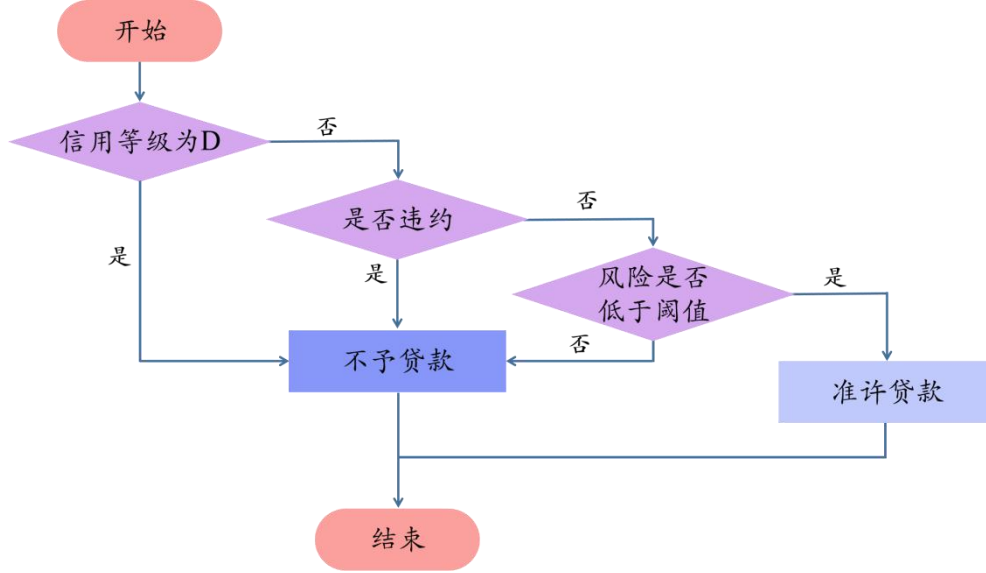 开始
信用等级为D
否
是否违约
否
是
是
风险是否
低于阈值
是
否
不予贷款
准许贷款
结束